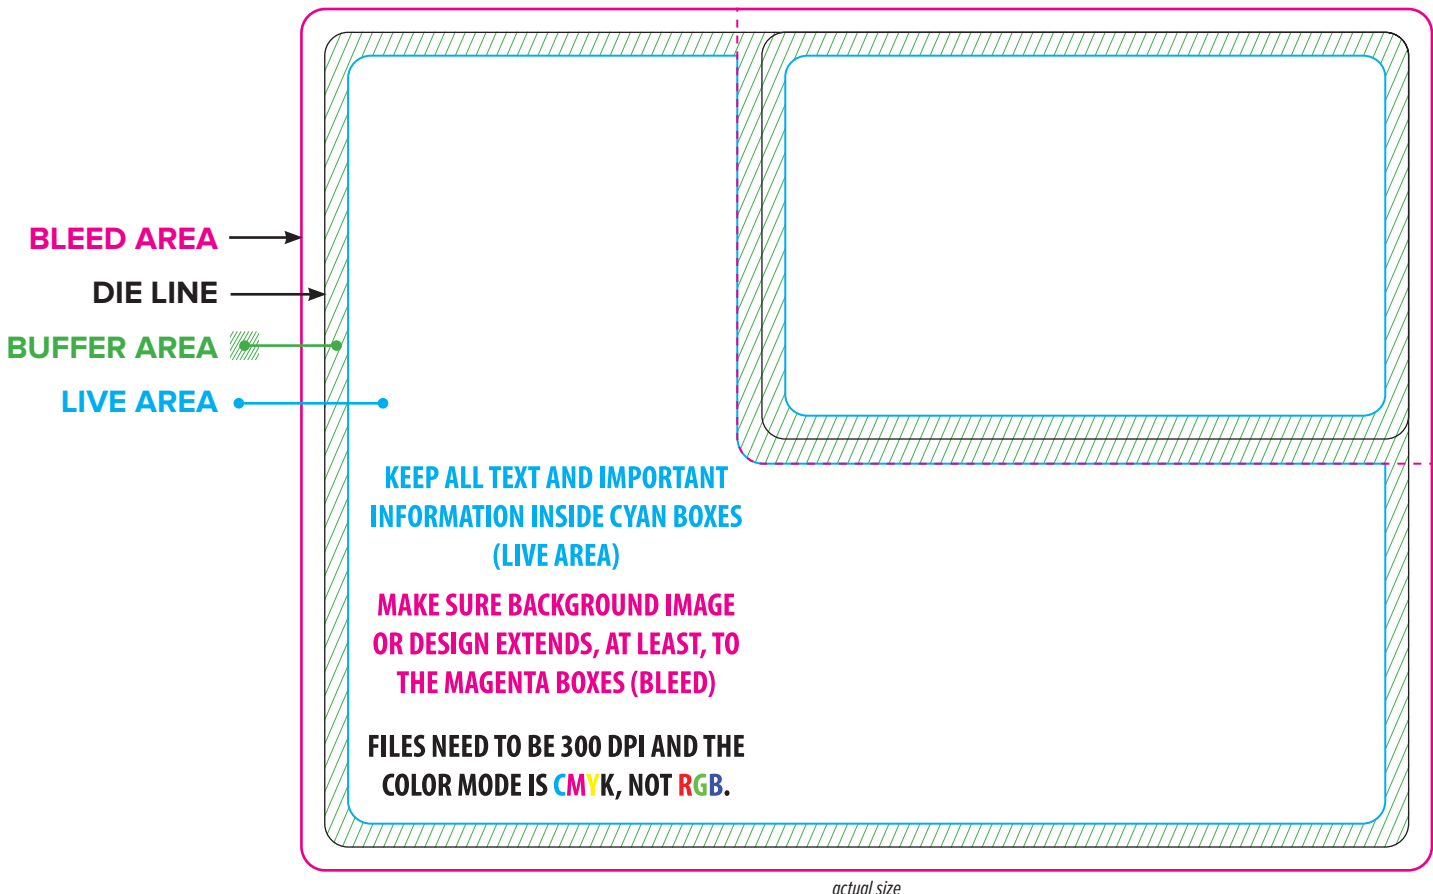 BLEED AREA
DIE LINE
BUFFER AREA
LIVE AREA
KEEP ALL TEXT AND IMPORTANT
INFORMATION INSIDE CYAN BOXES
(LIVE AREA)
MAKE SURE BACKGROUND IMAGE
OR DESIGN EXTENDS, AT LEAST, TO
THE MAGENTA BOXES (BLEED)
FILES NEED TO BE 300 DPI AND THE
COLOR MODE IS CMYK, NOT RGB.
actual size